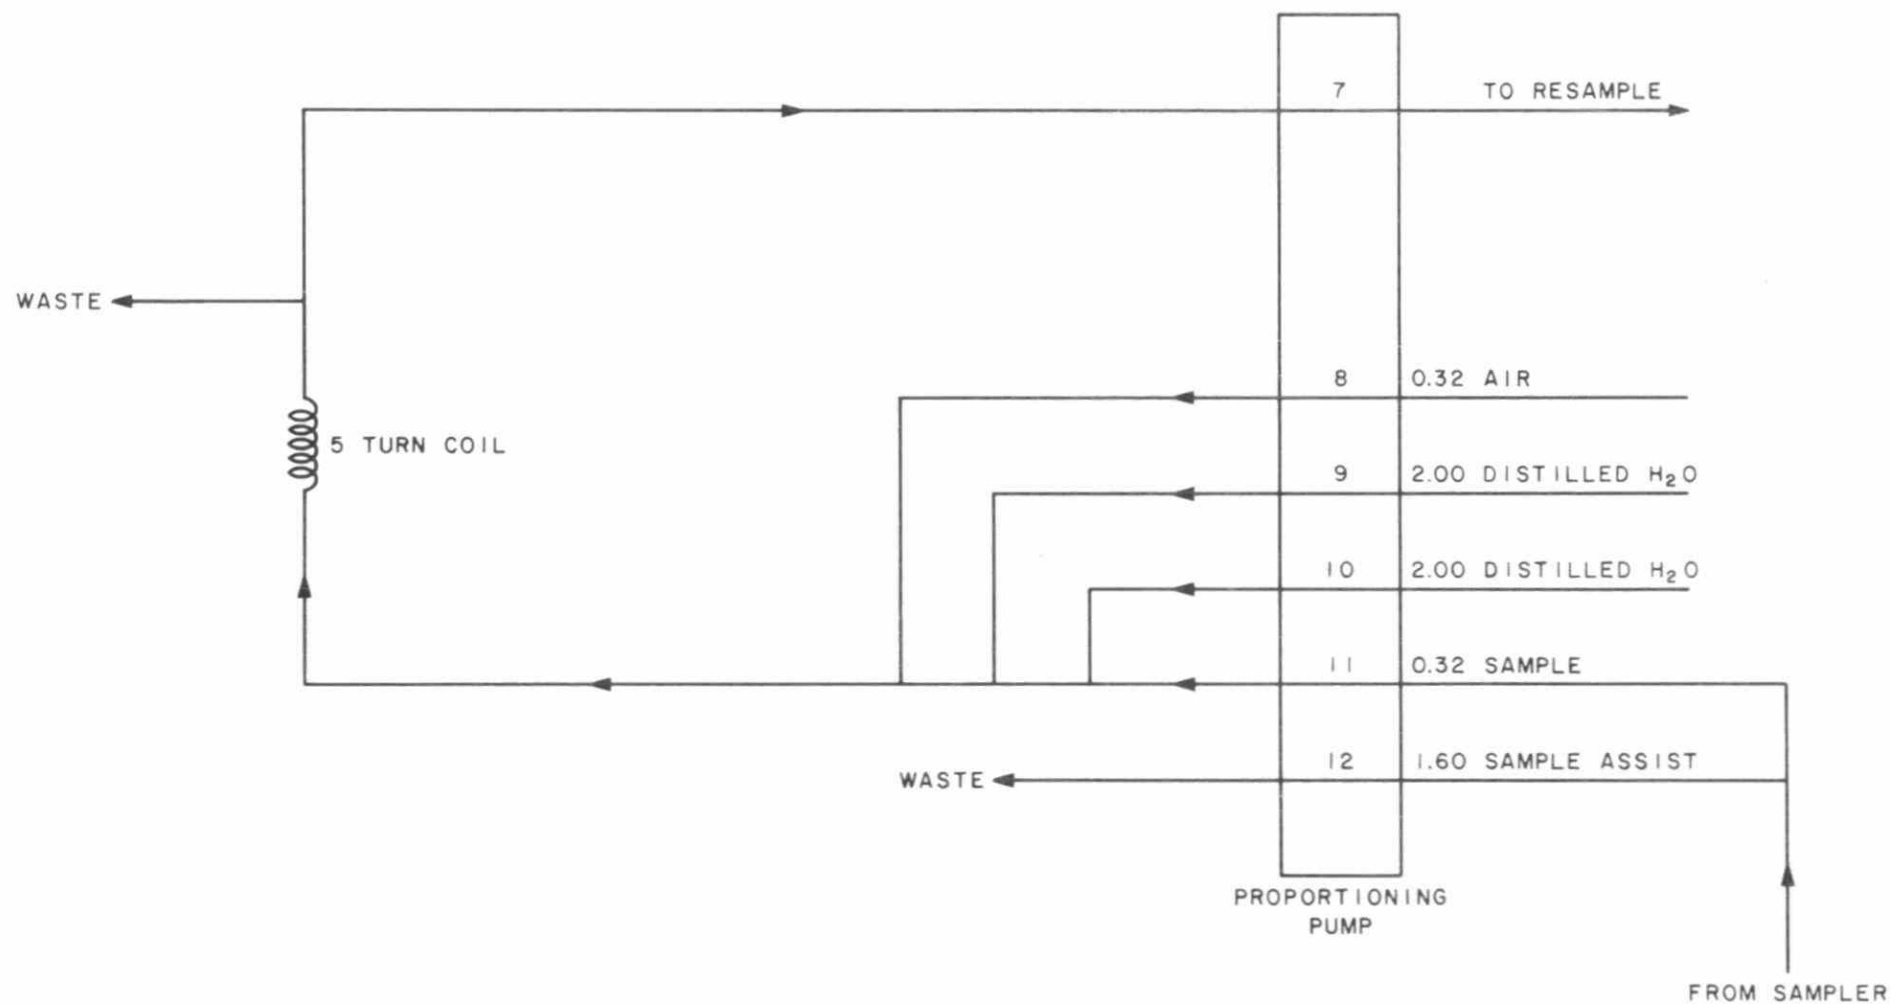 7 TO RESAMPLE
WASTE
8 0.32 AIR
5 TURN COIL
9 2.00 DISTILLED H₂O
10 2.00 DISTILLED H₂O
11 0.32 SAMPLE
12 1.60 SAMPLE ASSIST
WASTE
PROPORTIONING
PUMP
FROM SAMPLER